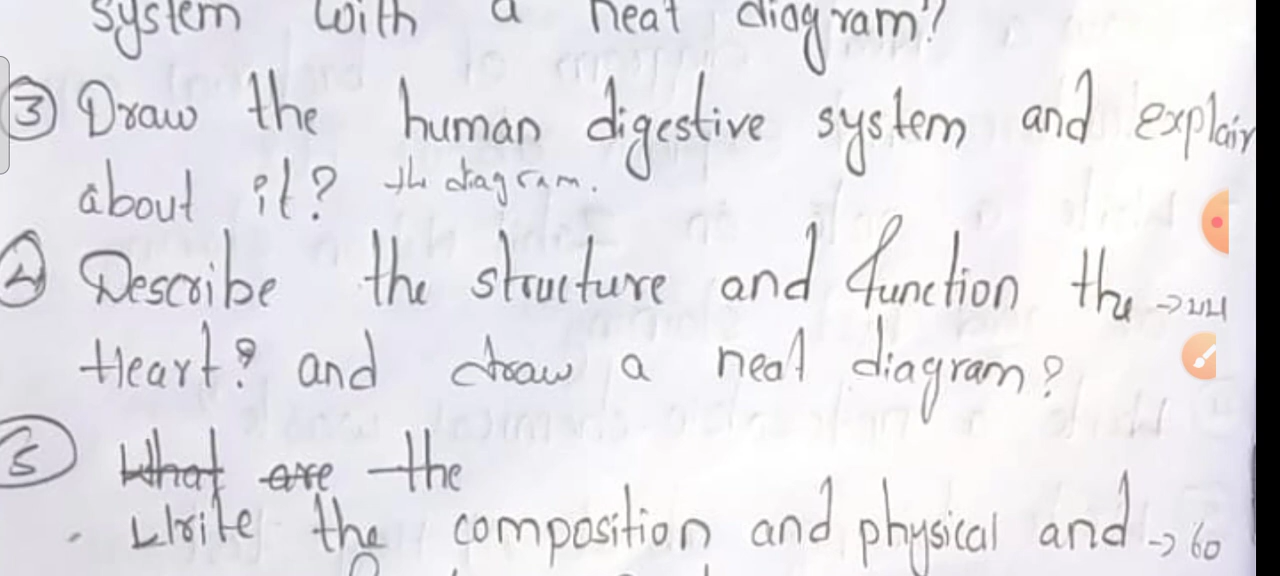 system with a neat diagram?
③ Draw the human digestive system and explain
about it? the diagram.
④ Describe the structure and function the →44
Heart? and draw a neat diagram?
⑤ What are the
. Write the composition and physical and → 60